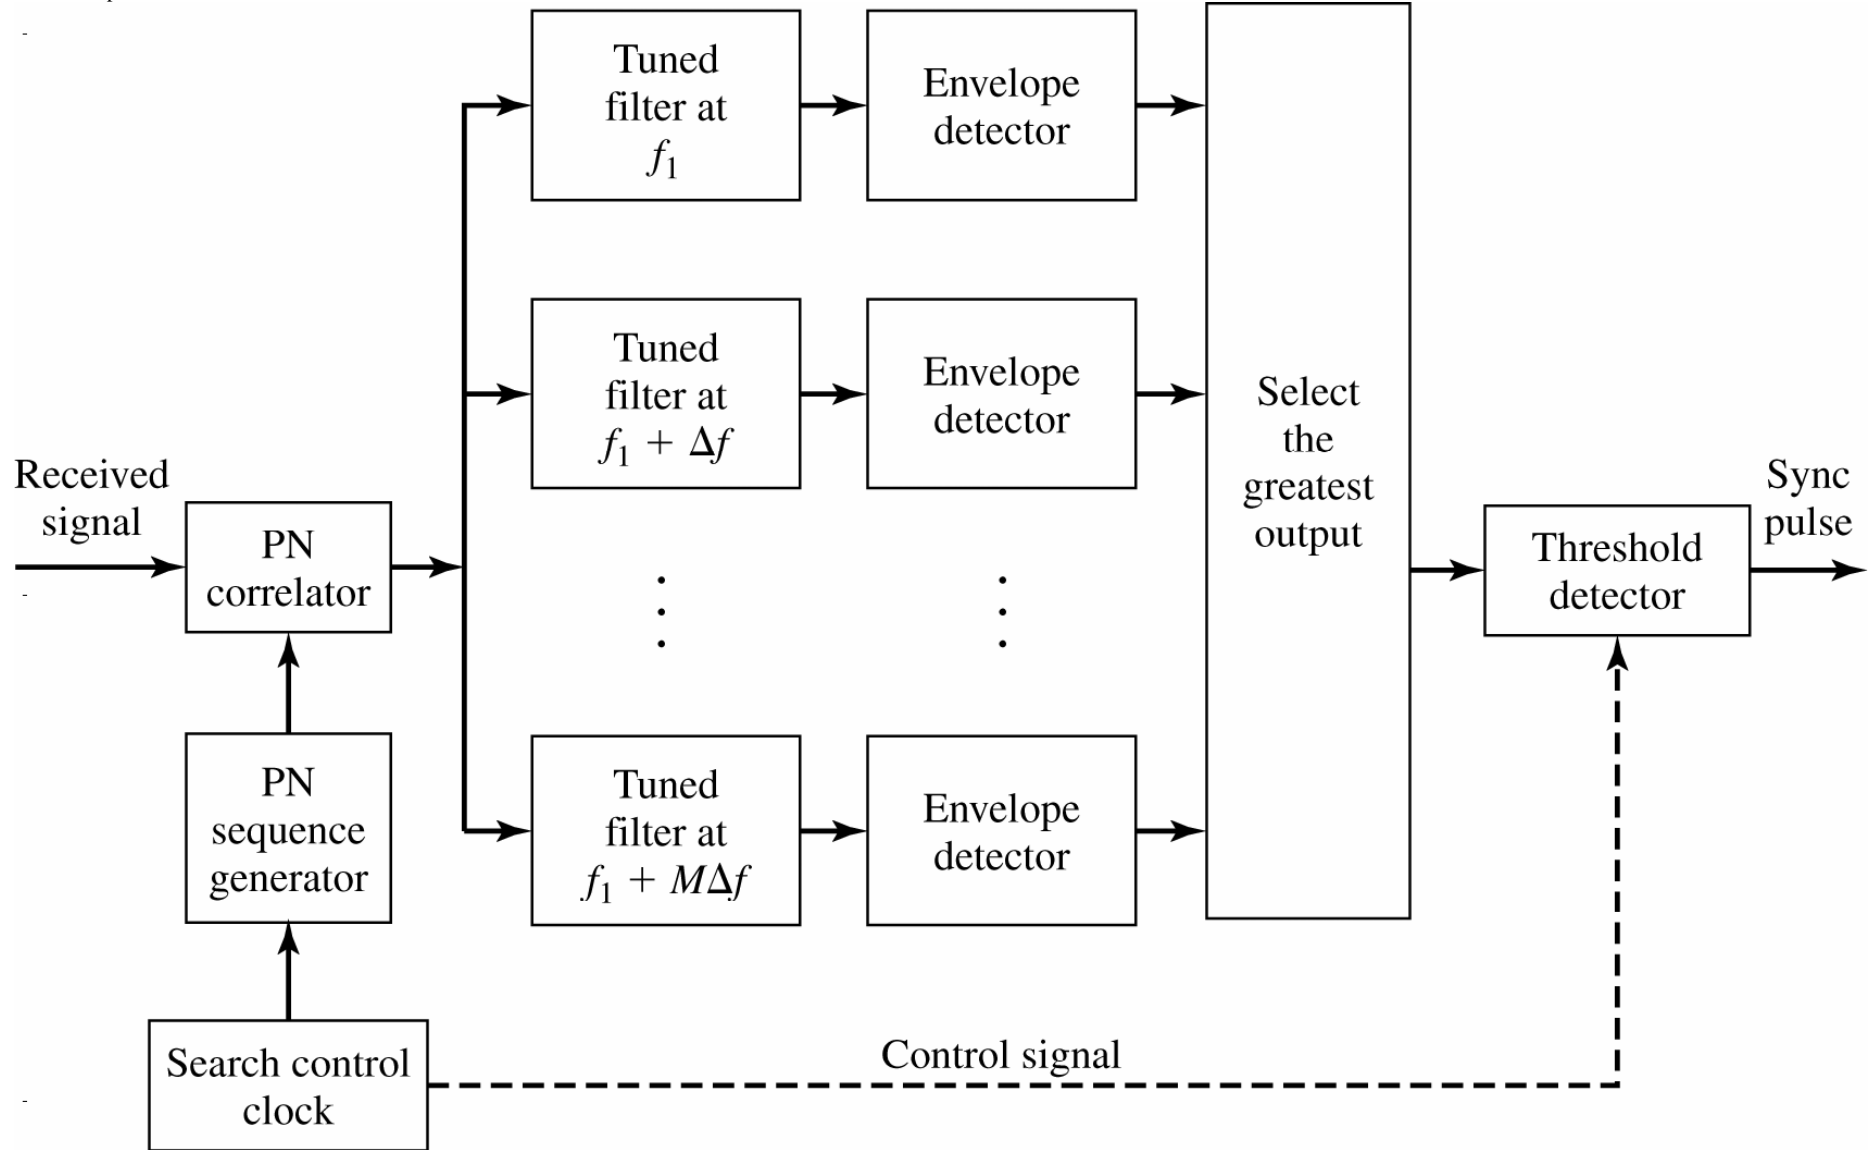 Tuned
filter at
f₁
Envelope
detector
Tuned
filter at
f₁ + Δf
Envelope
detector
Select
the
greatest
output
Received
signal
PN
correlator
Threshold
detector
Sync
pulse
PN
sequence
generator
Tuned
filter at
f₁ + MΔf
Envelope
detector
Search control
clock
Control signal